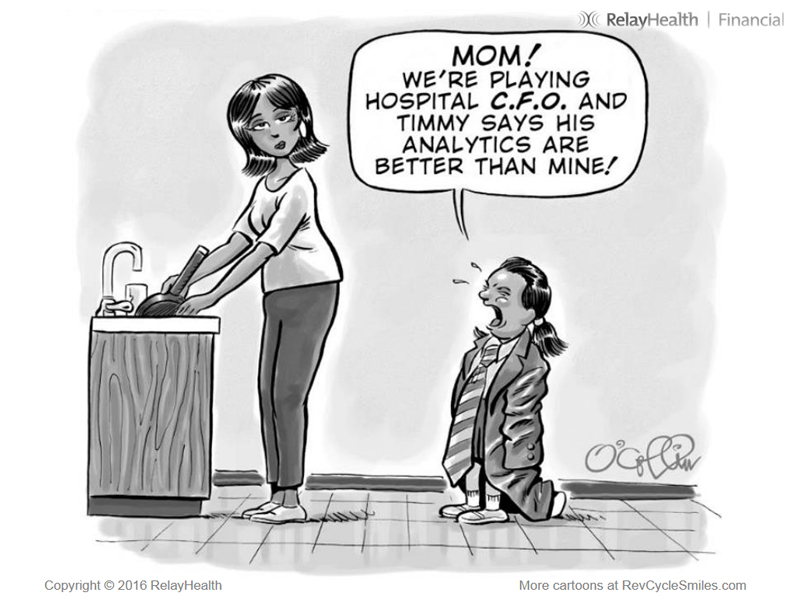 RelayHealth | Financial
MOM!
WE'RE PLAYING
HOSPITAL C.F.O. AND
TIMMY SAYS HIS
ANALYTICS ARE
BETTER THAN MINE!
Copyright © 2016 RelayHealth
More cartoons at RevCycleSmiles.com